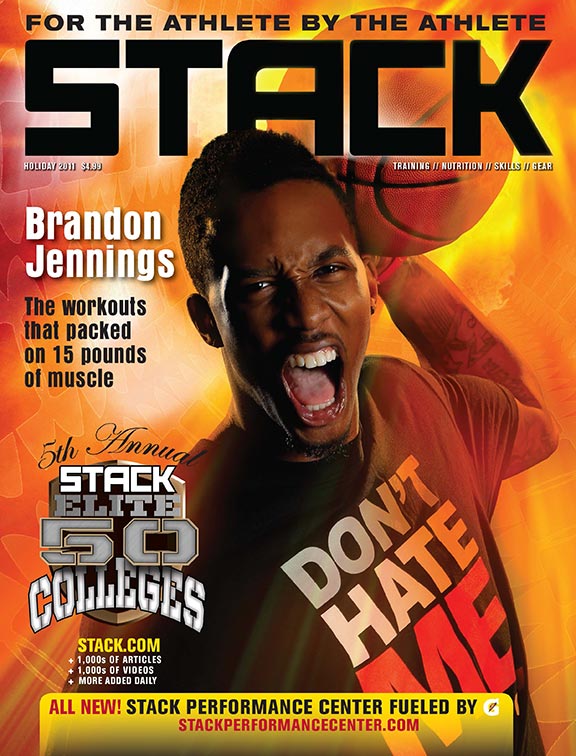 FOR THE ATHLETE BY THE ATHLETE
STACK
HOLIDAY 2011 $4.99
TRAINING // NUTRITION // SKILLS // GEAR
Brandon
Jennings
The workouts
that packed
on 15 pounds
of muscle
5th Annual
STACK
ELITE
50
COLLEGES
DON'T
HATE
ME
STACK.COM
+ 1,000s OF ARTICLES
+ 1,000s OF VIDEOS
+ MORE ADDED DAILY
ALL NEW! STACK PERFORMANCE CENTER FUELED BY G
STACKPERFORMANCECENTER.COM